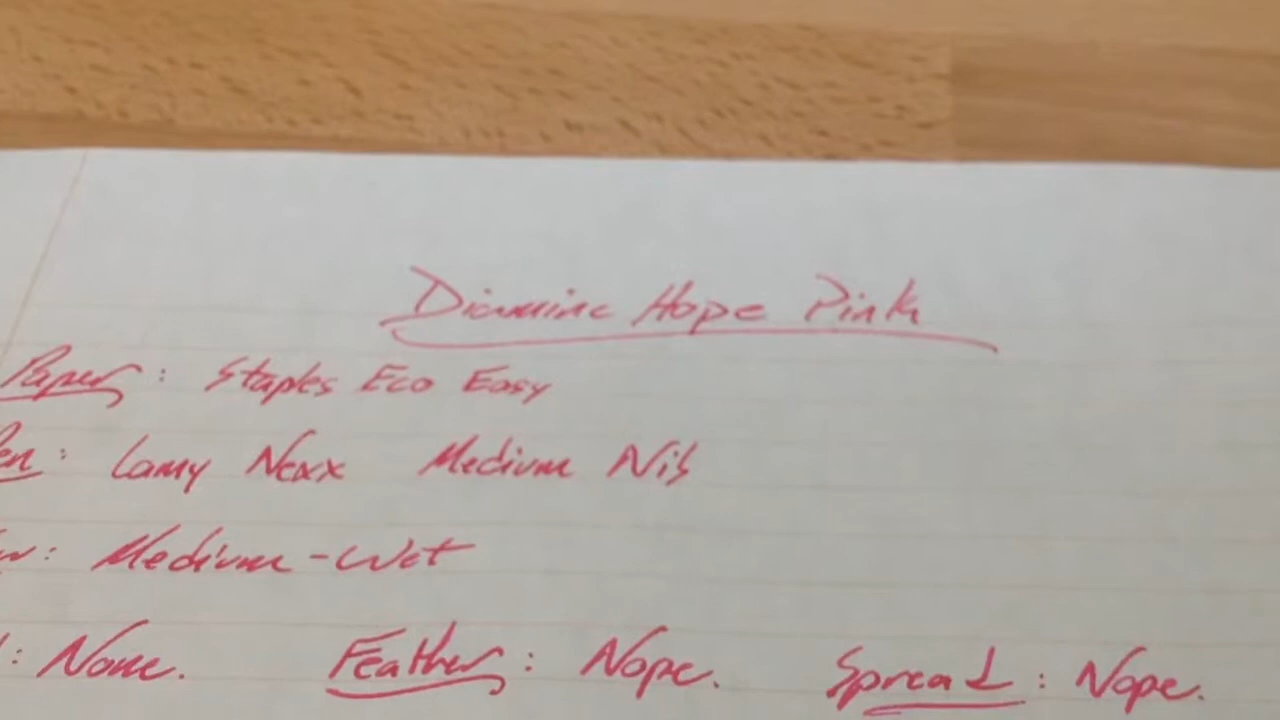 Diamine Hope Pink
Paper: Staples Eco Easy
Lamy Nexx Medium Nib
Medium-Wet
: None. Feather: Nope. Spread: Nope.